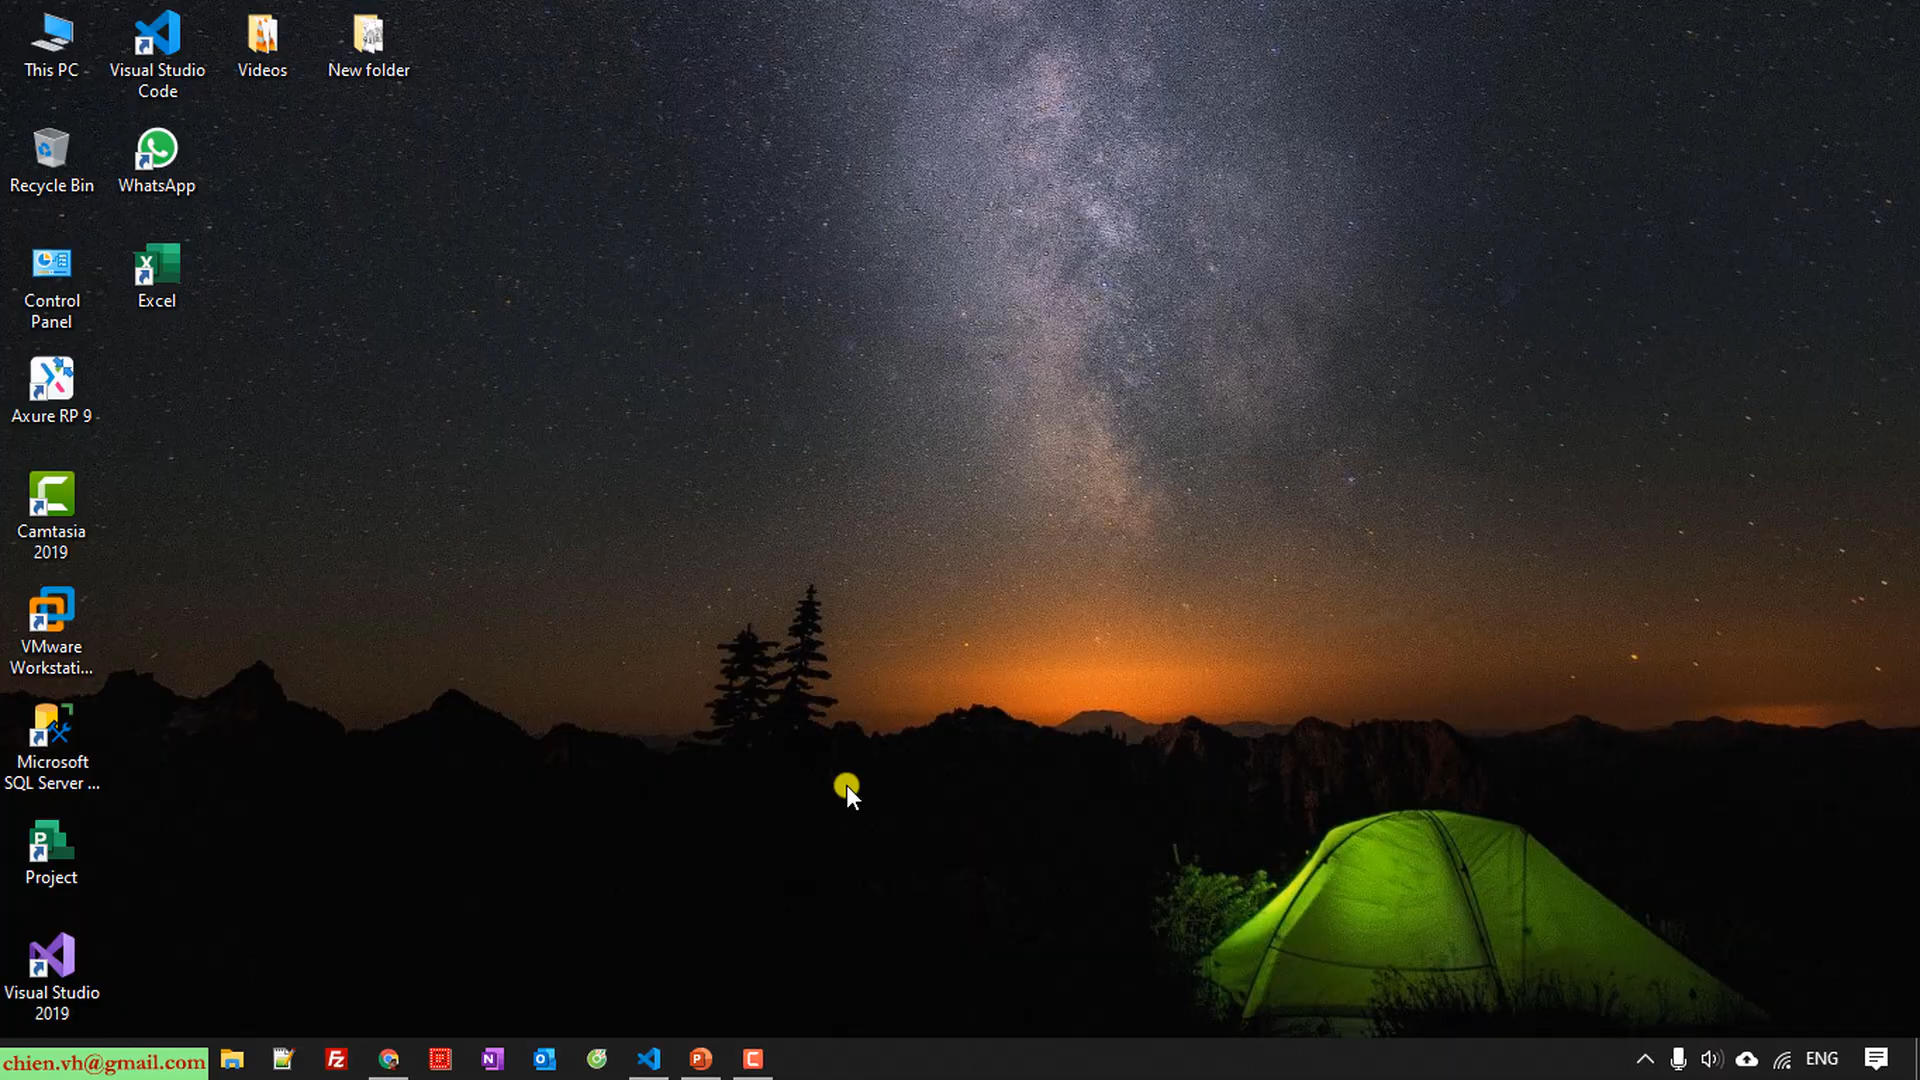 This PC
Visual Studio
Code
Videos
New folder
Recycle Bin
WhatsApp
Control
Panel
Excel
Axure RP 9
Camtasia
2019
VMware
Workstati...
Microsoft
SQL Server ...
Project
Visual Studio
2019
chien.vh@gmail.com
ENG